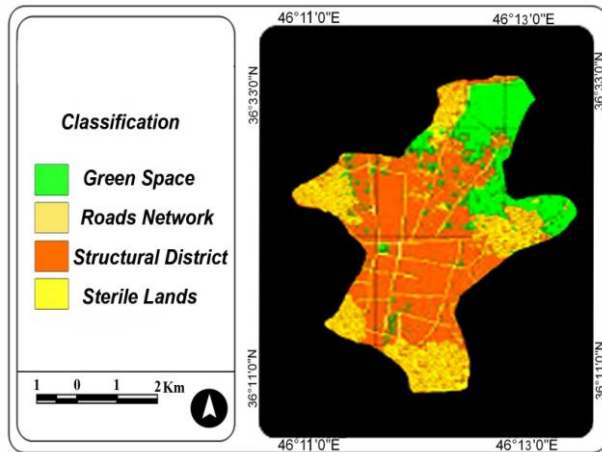 Classification
Green Space
Roads Network
Structural District
Sterile Lands
1 0 1 2 Km
46°11'0"E 46°13'0"E
36°33'0"N 36°33'0"N
36°11'0"N 36°11'0"N
46°11'0"E 46°13'0"E